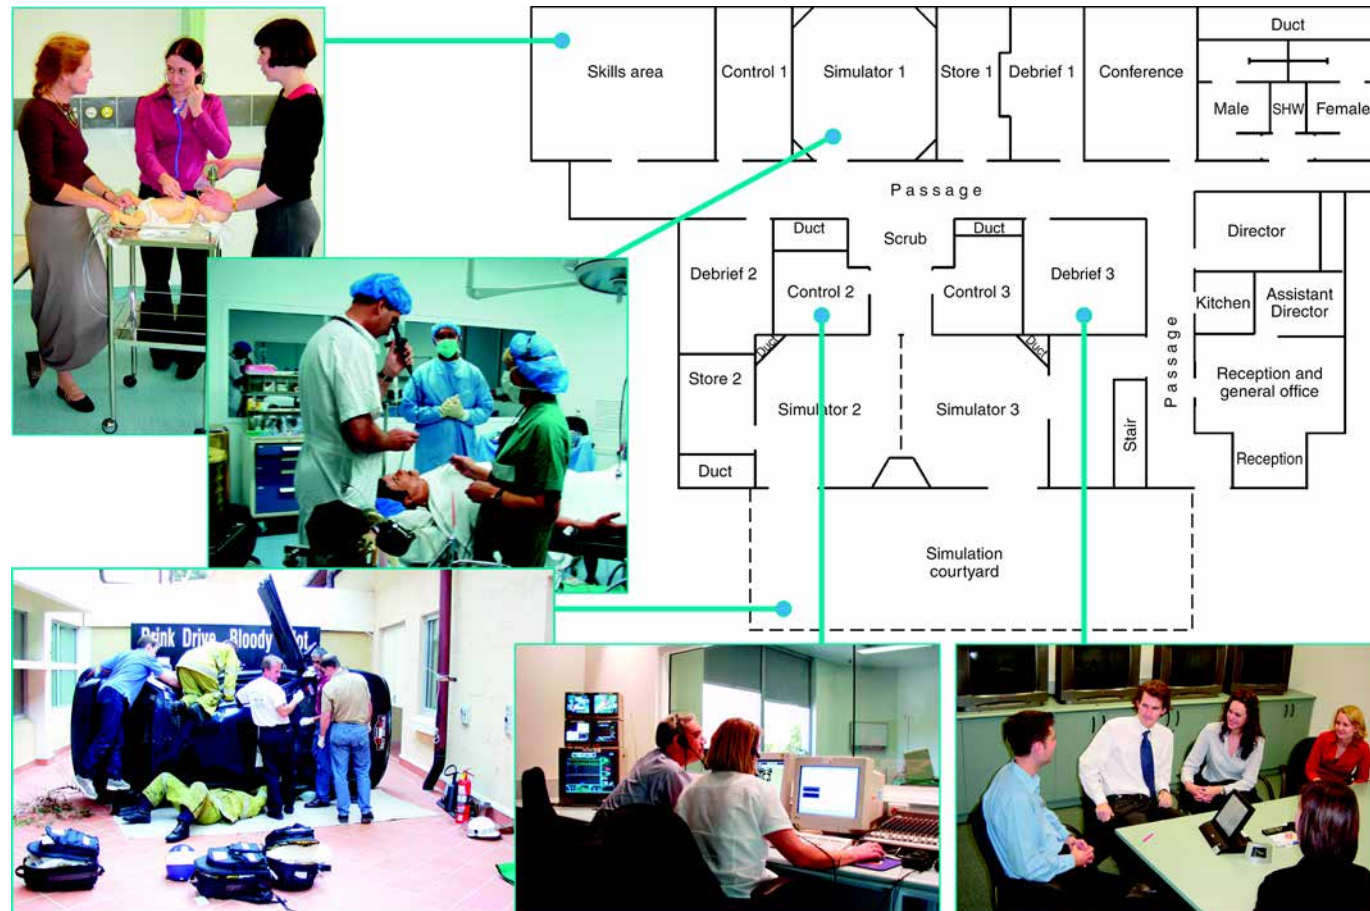 Duct
Skills area
Control 1
Simulator 1
Store 1
Debrief 1
Conference
Male
SHW
Female
Passage
Duct
Scrub
Duct
Director
Debrief 2
Control 2
Control 3
Debrief 3
Kitchen
Assistant
Director
Passage
Duct
Duct
Store 2
Simulator 2
Simulator 3
Stair
Reception and
general office
Duct
Reception
Simulation
courtyard
Drink Drive Bloody